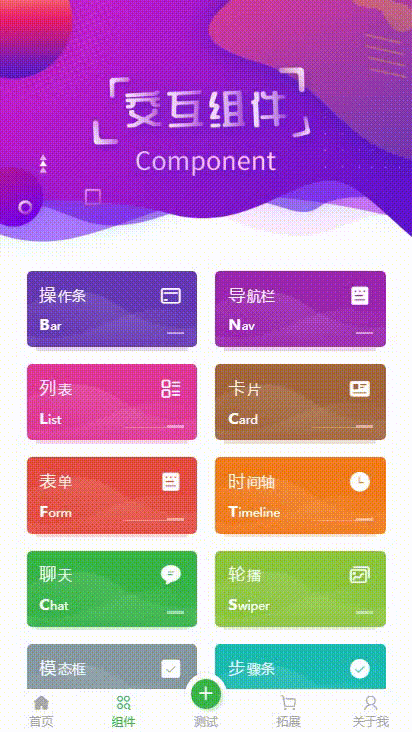 交互组件
Component
操作条 导航栏
Bar Nav
列表 卡片
List Card
表单 时间轴
Form Timeline
聊天 轮播
Chat Swiper
模态框 步骤条
首页 组件 测试 拓展 关于我